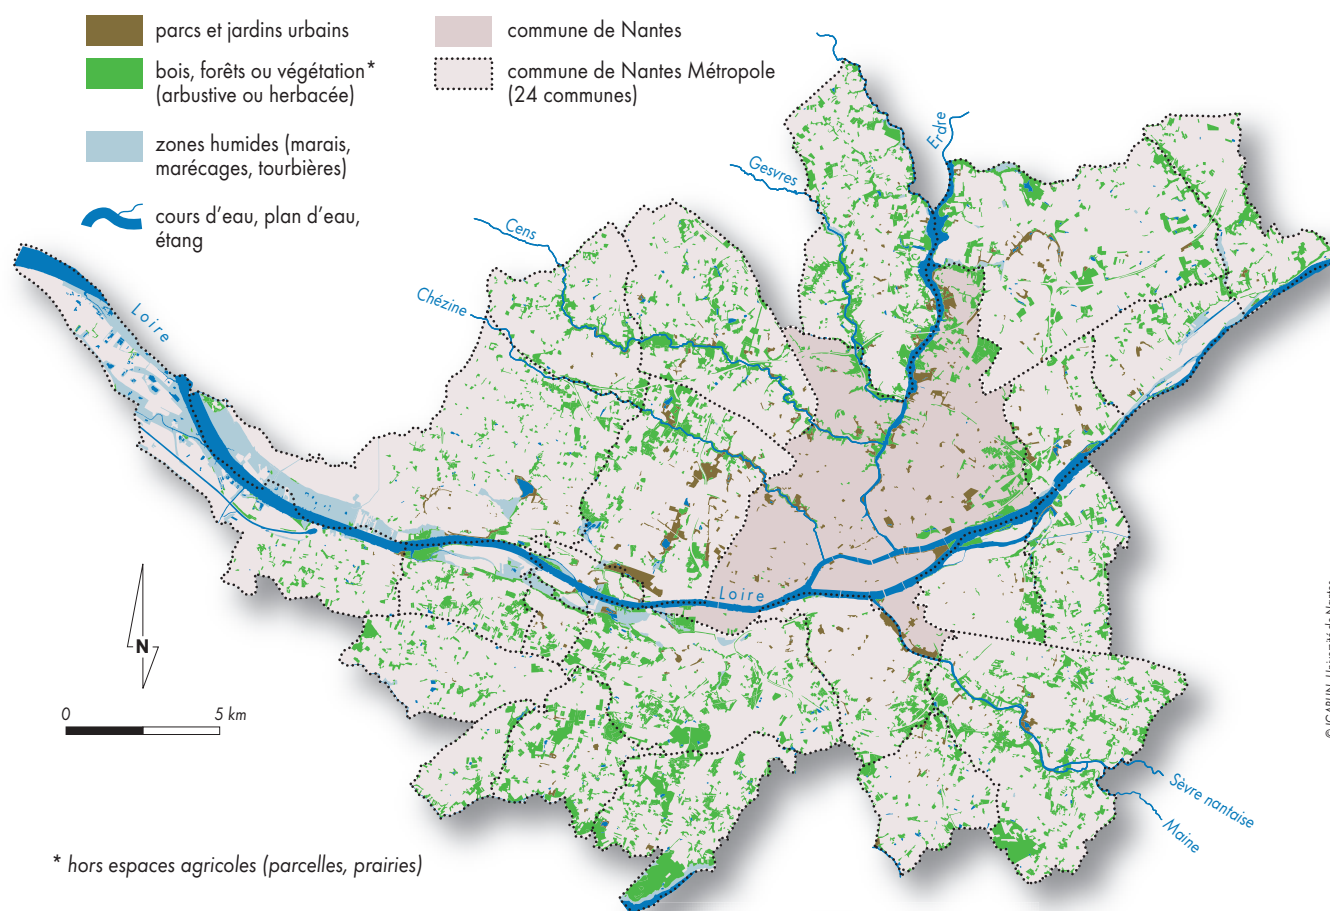 parcs et jardins urbains
bois, forêts ou végétation*
(arbustive ou herbacée)
zones humides (marais,
marécages, tourbières)
cours d'eau, plan d'eau,
étang
commune de Nantes
commune de Nantes Métropole
(24 communes)
Erdre
Gesvres
Cens
Chézine
Loire
Loire
Sèvre nantaise
Maine
N
0 5 km
* hors espaces agricoles (parcelles, prairies)